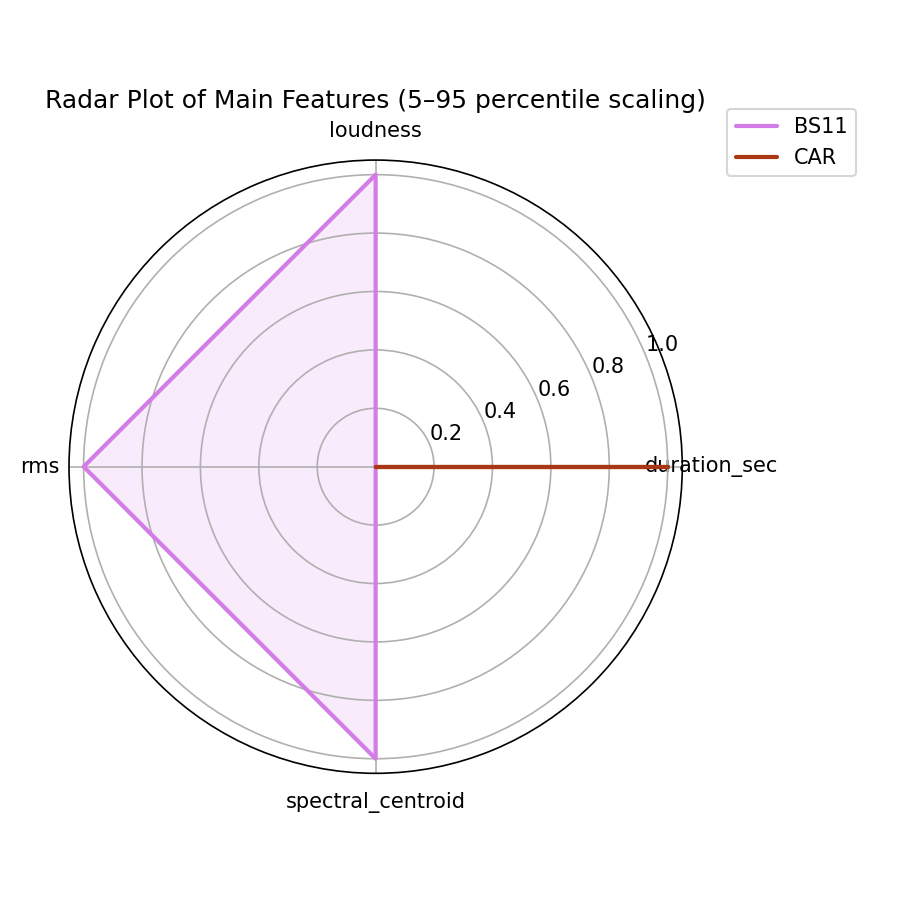 Radar Plot of Main Features (5–95 percentile scaling)
BS11
CAR
loudness
1.0
0.8
0.6
0.4
0.2
rms
duration_sec
spectral_centroid